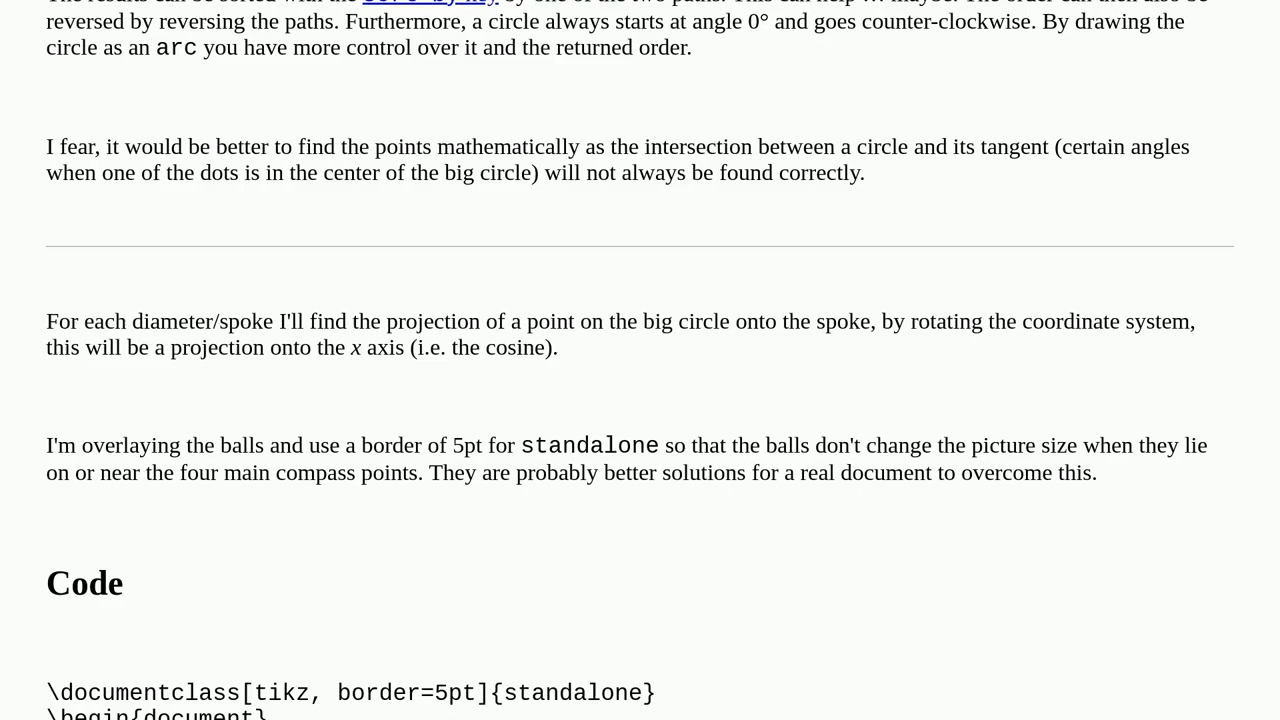 reversed by reversing the paths. Furthermore, a circle always starts at angle 0° and goes counter-clockwise. By drawing the
circle as an arc you have more control over it and the returned order.
I fear, it would be better to find the points mathematically as the intersection between a circle and its tangent (certain angles
when one of the dots is in the center of the big circle) will not always be found correctly.
For each diameter/spoke I'll find the projection of a point on the big circle onto the spoke, by rotating the coordinate system,
this will be a projection onto the x axis (i.e. the cosine).
I'm overlaying the balls and use a border of 5pt for standalone so that the balls don't change the picture size when they lie
on or near the four main compass points. They are probably better solutions for a real document to overcome this.
Code
\documentclass[tikz, border=5pt]{standalone}
\begin{document}